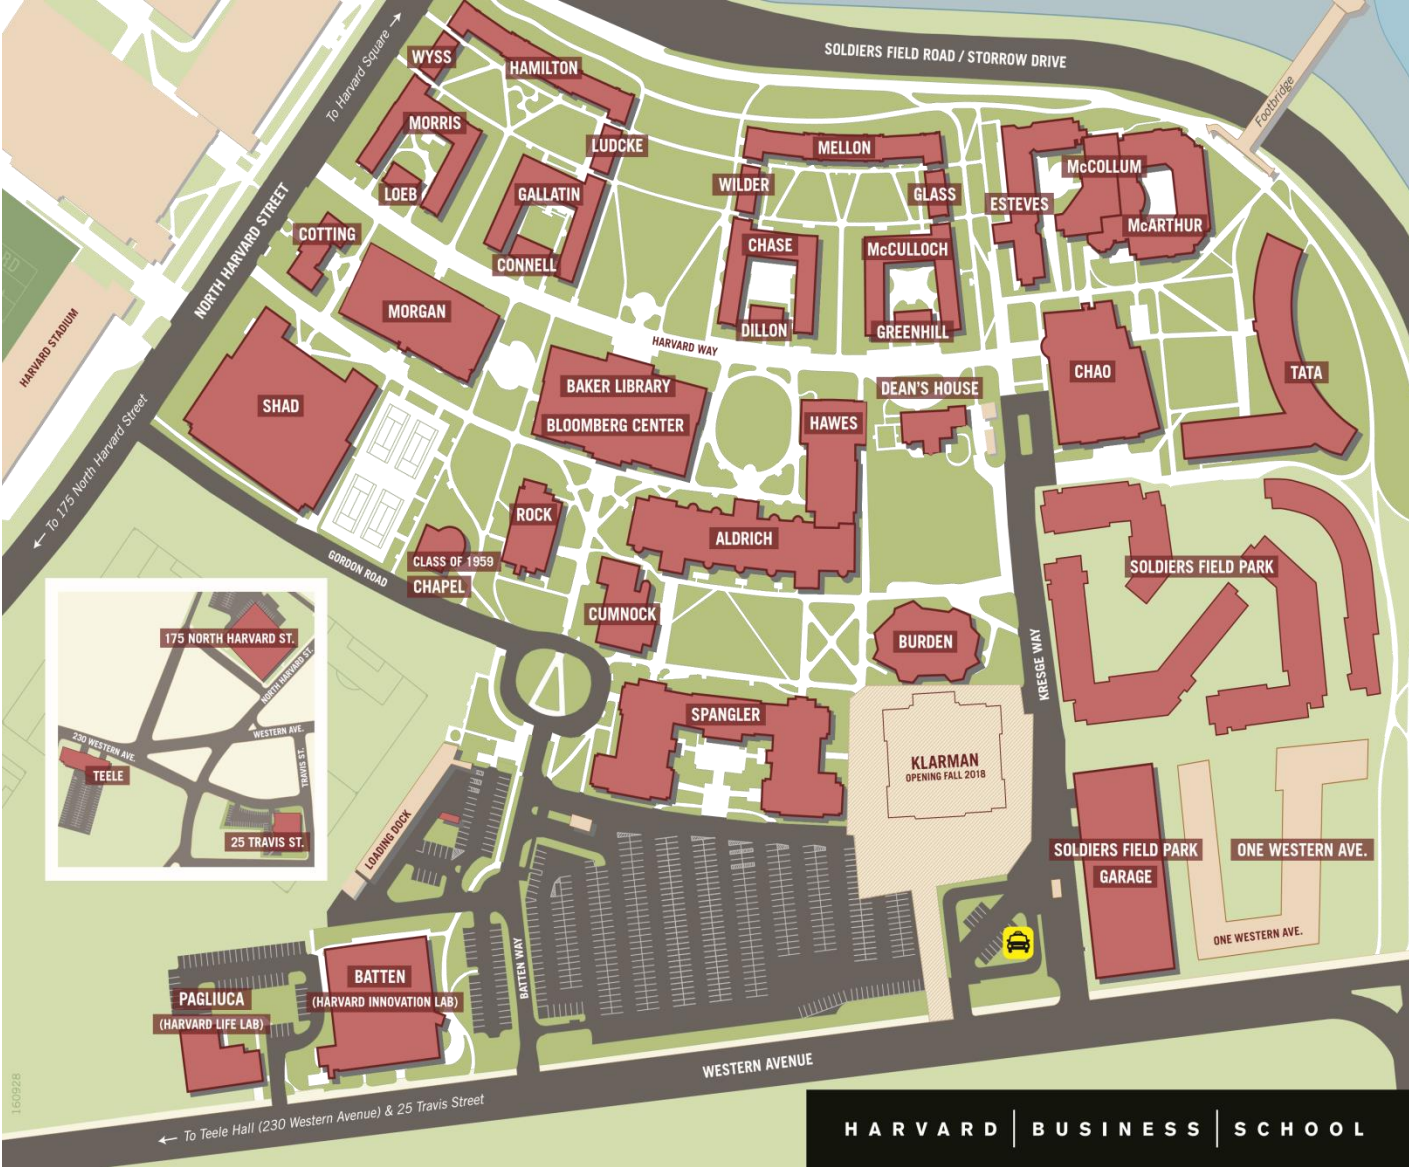 To Harvard Square →
SOLDIERS FIELD ROAD / STORROW DRIVE
Footbridge
WYSS
HAMILTON
MORRIS
LUDCKE
LOEB
GALLATIN
CONNELL
MELLON
WILDER
GLASS
CHASE
McCULLOCH
DILLON
GREENHILL
ESTEVES
McCOLLUM
McARTHUR
COTTING
MORGAN
NORTH HARVARD STREET
HARVARD STADIUM
SHAD
HARVARD WAY
BAKER LIBRARY
BLOOMBERG CENTER
DEAN'S HOUSE
HAWES
CHAO
TATA
← To 175 North Harvard Street
GORDON ROAD
ROCK
CLASS OF 1959
CHAPEL
ALDRICH
CUMNOCK
BURDEN
KRESGE WAY
SOLDIERS FIELD PARK
SPANGLER
KLARMAN
OPENING FALL 2018
175 NORTH HARVARD ST.
NORTH HARVARD ST.
WESTERN AVE.
230 WESTERN AVE.
TRAVIS ST.
TEELE
25 TRAVIS ST.
LOADING DOCK
SOLDIERS FIELD PARK
GARAGE
ONE WESTERN AVE.
ONE WESTERN AVE.
BATTEN WAY
BATTEN
(HARVARD INNOVATION LAB)
PAGLIUCA
(HARVARD LIFE LAB)
WESTERN AVENUE
← To Teele Hall (230 Western Avenue) & 25 Travis Street
160928
HARVARD | BUSINESS | SCHOOL